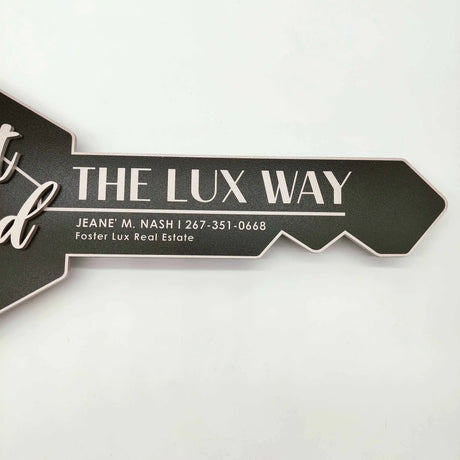 THE LUX WAY
JEANE' M. NASH | 267-351-0668
Foster Lux Real Estate